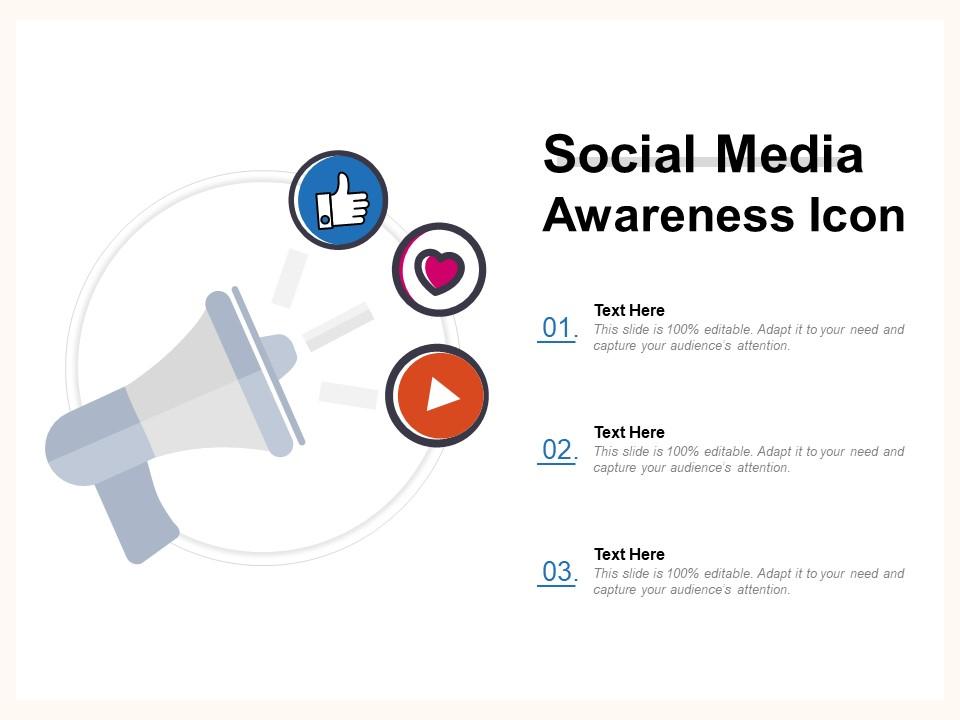 Social Media
Awareness Icon
01.
Text Here
This slide is 100% editable. Adapt it to your need and
capture your audience's attention.
02.
Text Here
This slide is 100% editable. Adapt it to your need and
capture your audience's attention.
03.
Text Here
This slide is 100% editable. Adapt it to your need and
capture your audience's attention.